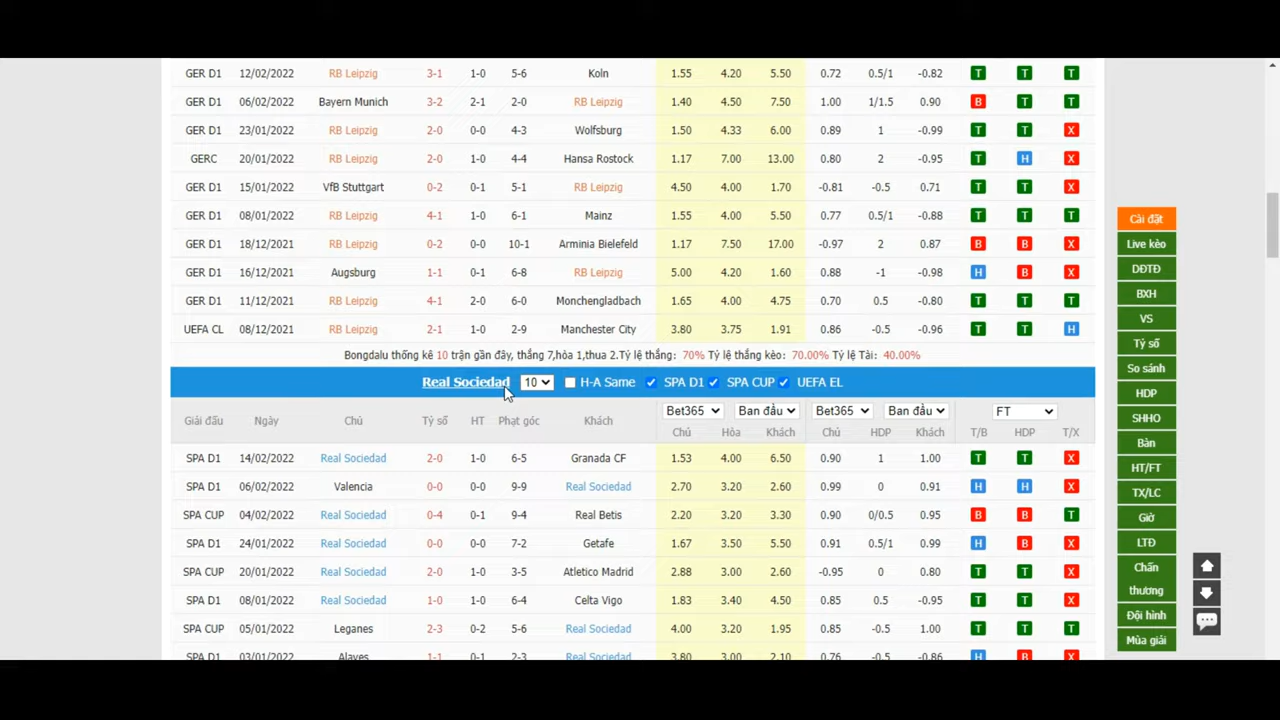 GER D1 12/02/2022 RB Leipzig 3-1 1-0 5-6 Koln 1.55 4.20 5.50 0.72 0.5/1 -0.82 T T T
GER D1 06/02/2022 Bayern Munich 3-2 2-1 2-0 RB Leipzig 1.40 4.50 7.50 1.00 1/1.5 0.90 B T T
GER D1 23/01/2022 RB Leipzig 2-0 0-0 4-3 Wolfsburg 1.50 4.33 6.00 0.89 1 -0.99 T T X
GERC 20/01/2022 RB Leipzig 2-0 1-0 4-4 Hansa Rostock 1.17 7.00 13.00 0.80 2 -0.95 T H X
GER D1 15/01/2022 VfB Stuttgart 0-2 0-1 5-1 RB Leipzig 4.50 4.00 1.70 -0.81 -0.5 0.71 T T X
GER D1 08/01/2022 RB Leipzig 4-1 1-0 6-1 Mainz 1.55 4.00 5.50 0.77 0.5/1 -0.88 T T T
GER D1 18/12/2021 RB Leipzig 0-2 0-0 10-1 Arminia Bielefeld 1.17 7.50 17.00 -0.97 2 0.87 B B X
GER D1 16/12/2021 Augsburg 1-1 0-1 6-8 RB Leipzig 5.00 4.20 1.60 0.88 -1 -0.98 H B X
GER D1 11/12/2021 RB Leipzig 4-1 2-0 6-0 Monchengladbach 1.65 4.00 4.75 0.70 0.5 -0.80 T T T
UEFA CL 08/12/2021 RB Leipzig 2-1 1-0 2-9 Manchester City 3.80 3.75 1.91 0.86 -0.5 -0.96 T T H
Bongdalu thống kê 10 trận gần đây, thắng 7,hòa 1,thua 2.Tỷ lệ thắng: 70% Tỷ lệ thắng kèo: 70.00% Tỷ lệ Tài: 40.00%
Real Sociedad 10 H-A Same SPA D1 SPA CUP UEFA EL
Bet365 Ban đầu Bet365 Ban đầu FT
Giải đấu Ngày Chủ Tỷ số HT Phạt góc Khách Chủ Hòa Khách Chủ HDP Khách T/B HDP T/X
SPA D1 14/02/2022 Real Sociedad 2-0 1-0 6-5 Granada CF 1.53 4.00 6.50 0.90 1 1.00 T T X
SPA D1 06/02/2022 Valencia 0-0 0-0 9-9 Real Sociedad 2.70 3.20 2.60 0.99 0 0.91 H H X
SPA CUP 04/02/2022 Real Sociedad 0-4 0-1 9-4 Real Betis 2.20 3.20 3.30 0.90 0/0.5 0.95 B B T
SPA D1 24/01/2022 Real Sociedad 0-0 0-0 7-2 Getafe 1.67 3.50 5.50 0.91 0.5/1 0.99 H B X
SPA CUP 20/01/2022 Real Sociedad 2-0 1-0 3-5 Atletico Madrid 2.88 3.00 2.60 -0.95 0 0.80 T T X
SPA D1 08/01/2022 Real Sociedad 1-0 1-0 6-4 Celta Vigo 1.83 3.40 4.50 0.85 0.5 -0.95 T T X
SPA CUP 05/01/2022 Leganes 2-3 0-2 5-6 Real Sociedad 4.00 3.20 1.95 0.85 -0.5 1.00 T T T
SPA D1 03/01/2022 Alaves 1-1 0-1 2-3 Real Sociedad 3.80 3.00 2.10 0.76 -0.5 -0.86 H B X
Cài đặt
Live kèo
DĐTĐ
BXH
VS
Tỷ số
So sánh
HDP
SHHO
Bàn
HT/FT
TX/LC
Giờ
LTĐ
Chấn
thương
Đội hình
Mùa giải